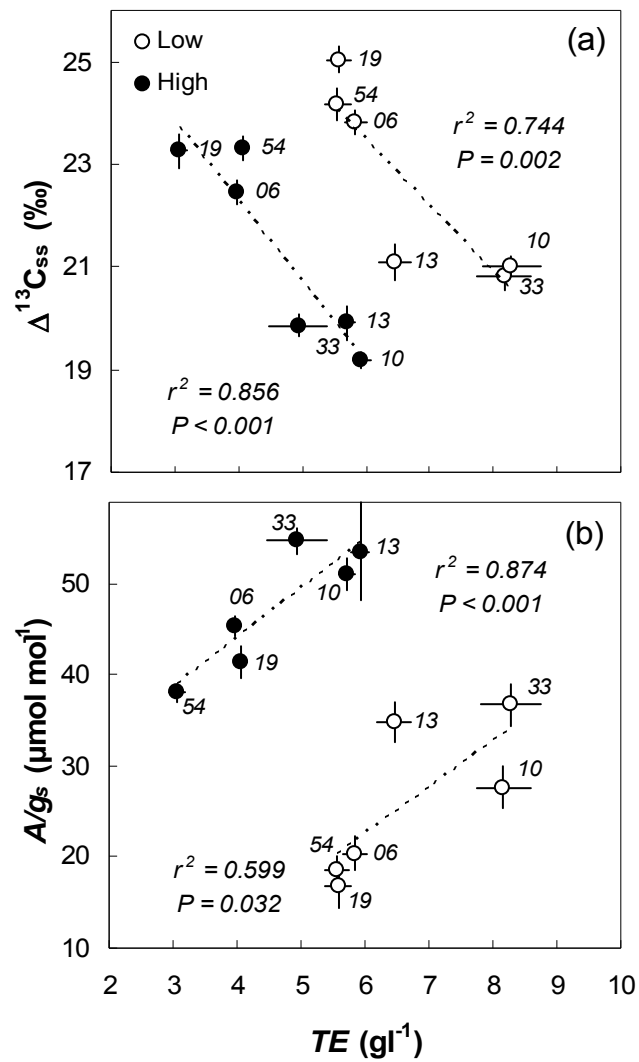 (a)
Low
High
25
23
21
19
17
Δ¹³Css (‰)
19
54
06
r² = 0.744
P = 0.002
19
54
06
13
10
33
13
33
10
r² = 0.856
P < 0.001
(b)
50
40
30
20
10
A/gs (µmol mol¹)
33
13
10
r² = 0.874
P < 0.001
06
19
54
33
13
10
54
06
19
r² = 0.599
P = 0.032
2 3 4 5 6 7 8 9 10
TE (gl⁻¹)